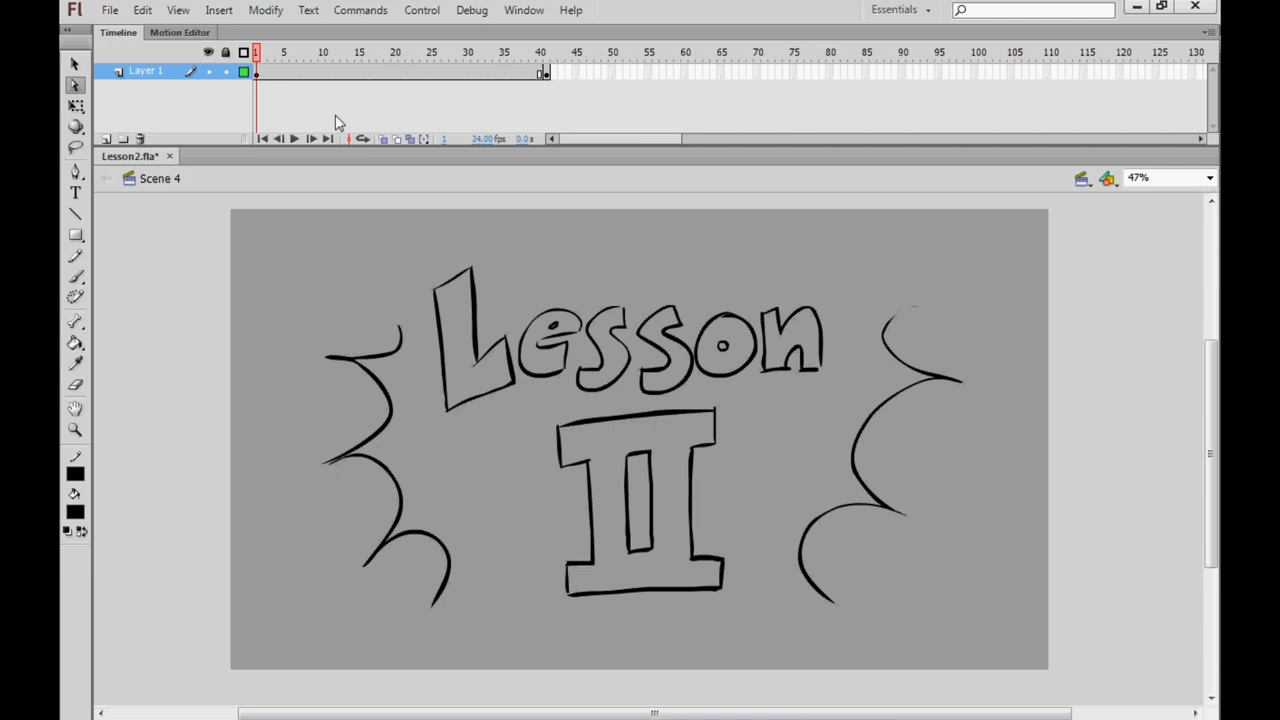 Fl File Edit View Insert Modify Text Commands Control Debug Window Help Essentials
Timeline Motion Editor
1 5 10 15 20 25 30 35 40 45 50 55 60 65 70 75 80 85 90 95 100 105 110 115 120 125 130
Layer 1
1 24.00 fps 0.0 s
Lesson2.fla*
Scene 4 47%
Lesson
II